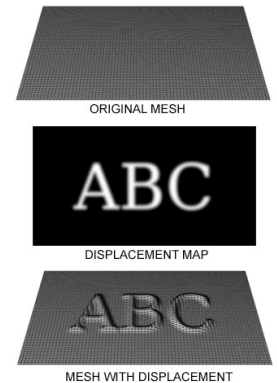 ORIGINAL MESH
ABC
DISPLACEMENT MAP
ABC
MESH WITH DISPLACEMENT